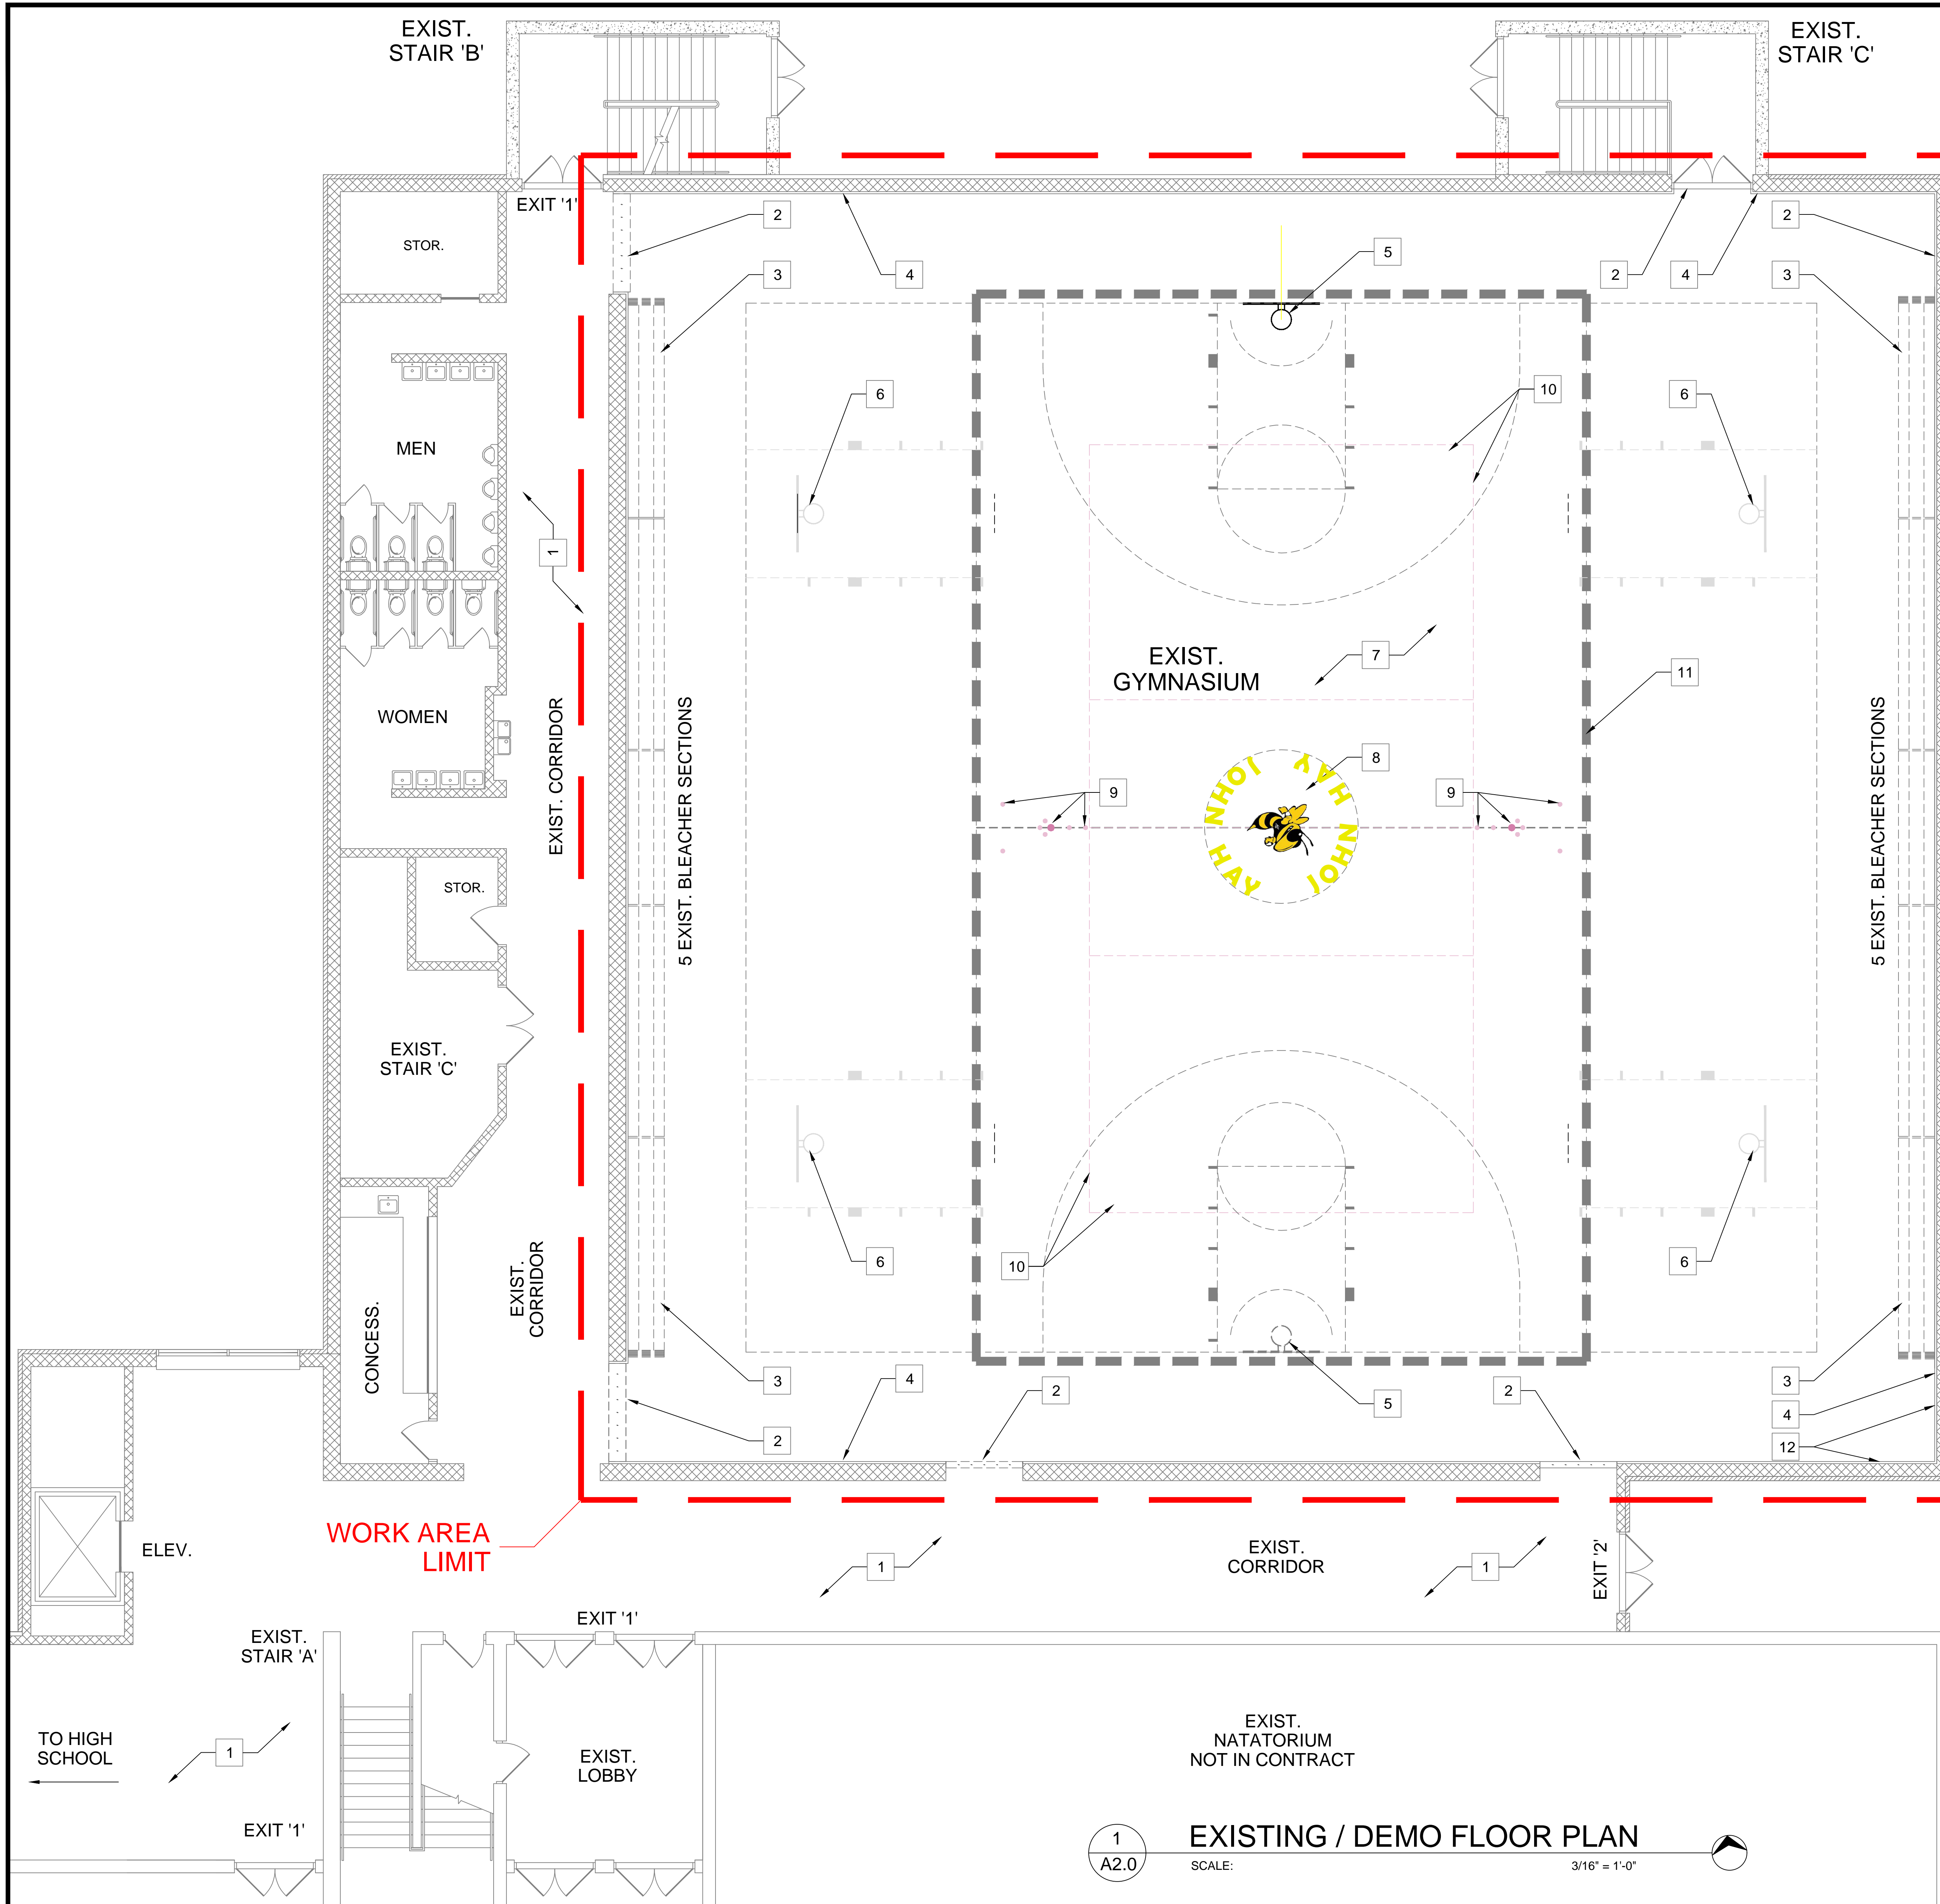 EXIST.
STAIR 'B'
EXIST.
STAIR 'C'
EXIT '1'
2
2
2
STOR.
3
4
5
2
4
3
6
10
6
MEN
1
7
EXIST.
GYMNASIUM
11
WOMEN
EXIST. CORRIDOR
5 EXIST. BLEACHER SECTIONS
5 EXIST. BLEACHER SECTIONS
8
9
9
JOHN HAY
JOHN HAY
STOR.
EXIST.
STAIR 'C'
6
10
6
EXIST.
CORRIDOR
CONCESS.
3
4
2
2
5
3
4
2
12
WORK AREA
LIMIT
ELEV.
1
EXIST.
CORRIDOR
1
EXIT '2'
EXIT '1'
EXIST.
STAIR 'A'
TO HIGH
SCHOOL
1
EXIST.
LOBBY
EXIST.
NATATORIUM
NOT IN CONTRACT
EXIT '1'
1
A2.0
EXISTING / DEMO FLOOR PLAN
SCALE: 3/16" = 1'-0"